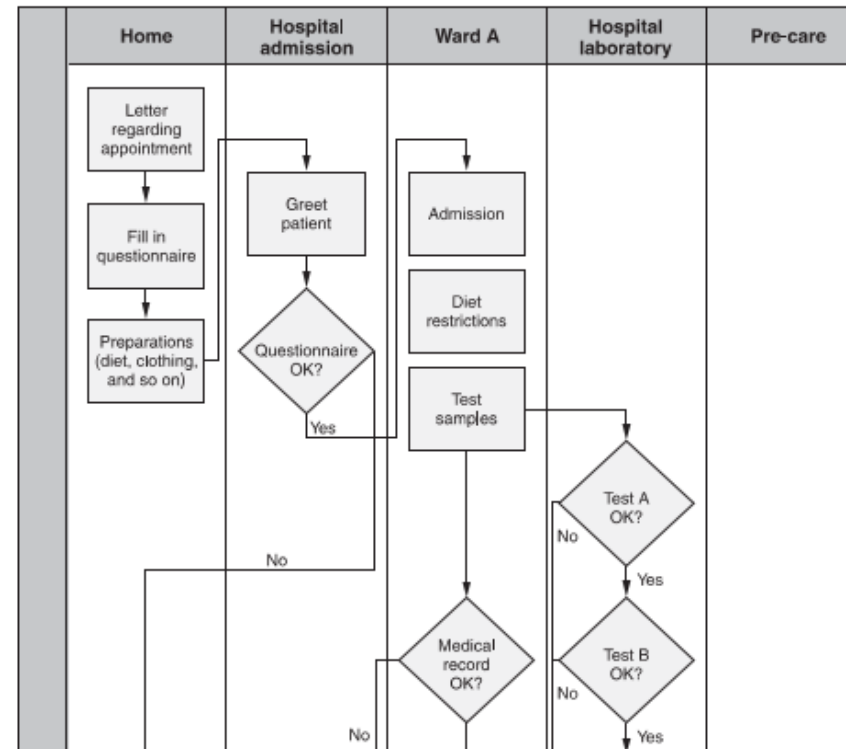 Home
Hospital
admission
Ward A
Hospital
laboratory
Pre-care
Letter
regarding
appointment
Fill in
questionnaire
Preparations
(diet, clothing,
and so on)
Greet
patient
Questionnaire
OK?
Yes
No
Admission
Diet
restrictions
Test
samples
Medical
record
OK?
No
Test A
OK?
No
Yes
Test B
OK?
No
Yes